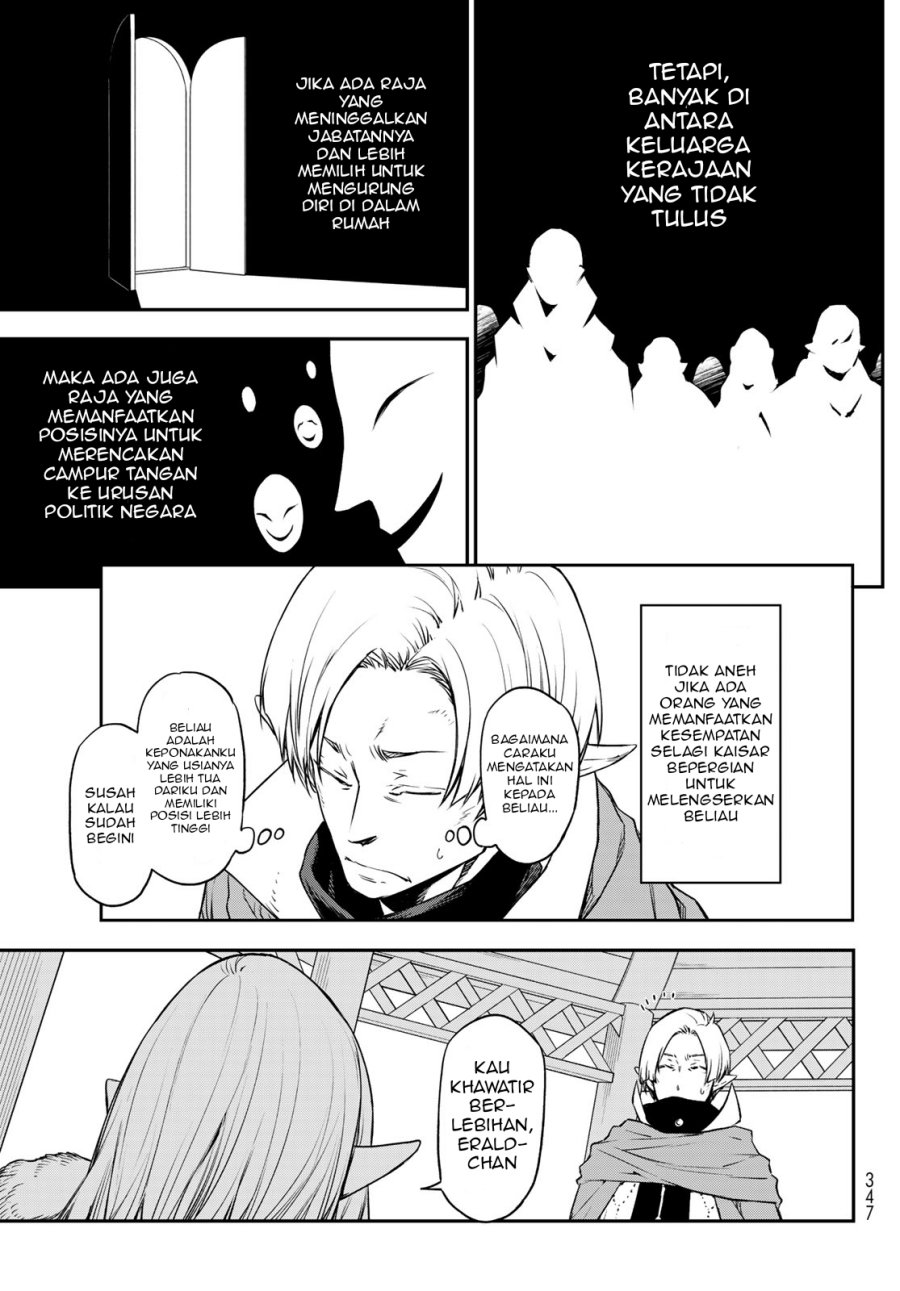 TETAPI,
BANYAK DI
ANTARA
KELUARGA
KERAJAAN
YANG TIDAK
TULUS
JIKA ADA RAJA
YANG
MENINGGALKAN
JABATANNYA
DAN LEBIH
MEMILIH UNTUK
MENGURUNG
DIRI DI DALAM
RUMAH
MAKA ADA JUGA
RAJA YANG
MEMANFAATKAN
POSISINYA UNTUK
MERENCAKAN
CAMPUR TANGAN
KE URUSAN
POLITIK NEGARA
TIDAK ANEH
JIKA ADA
ORANG YANG
MEMANFAATKAN
KESEMPATAN
SELAGI KAISAR
BEPERGIAN
UNTUK
MELENGSERKAN
BELIAU
BAGAIMANA
CARAKU
MENGATAKAN
HAL INI
KEPADA
BELIAU...
BELIAU
ADALAH
KEPONAKANKU
YANG USIANYA
LEBIH TUA
DARIKU DAN
MEMILIKI
POSISI LEBIH
TINGGI
SUSAH
KALAU
SUDAH
BEGINI
KAU
KHAWATIR
BER-
LEBIHAN,
ERALD-
CHAN
347